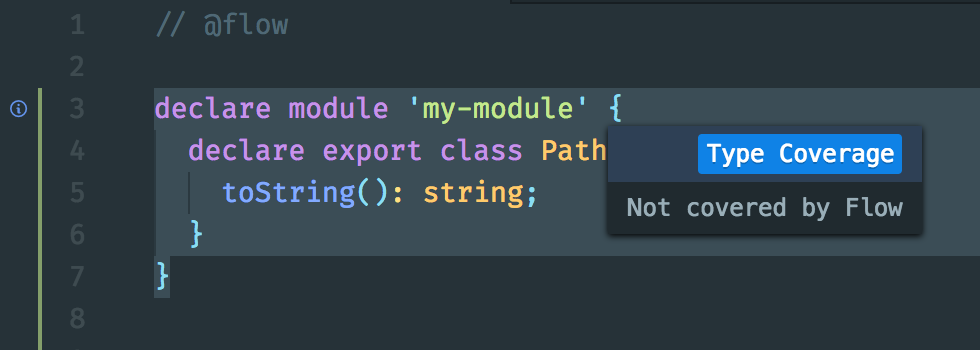 1 // @flow
2
3 declare module 'my-module' {
4 declare export class Path
Type Coverage
5 toString(): string;
Not covered by Flow
6 }
7 }
8